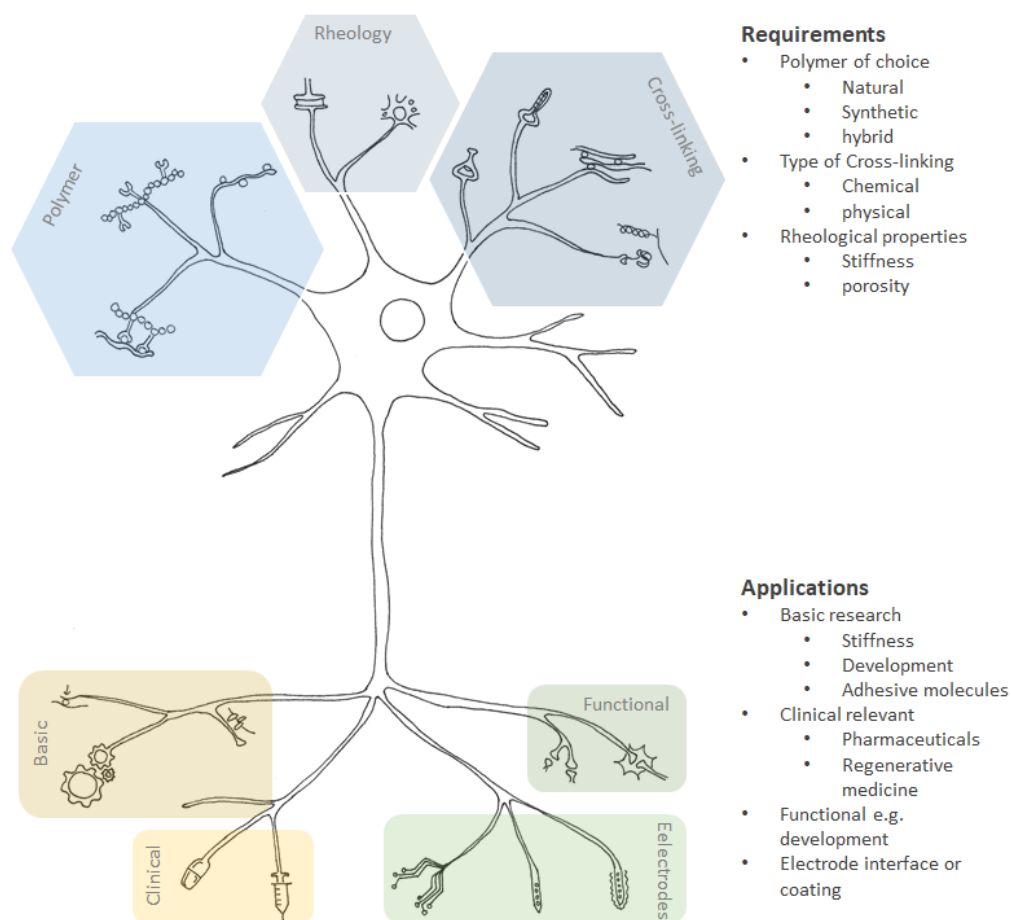 Rheology
Cross-linking
Polymer
Requirements
• Polymer of choice
• Natural
• Synthetic
• hybrid
• Type of Cross-linking
• Chemical
• physical
• Rheological properties
• Stiffness
• porosity
Applications
• Basic research
• Stiffness
• Development
• Adhesive molecules
• Clinical relevant
• Pharmaceuticals
• Regenerative
medicine
• Functional e.g.
development
• Electrode interface or
coating
Functional
Basic
Clinical
Eelectrodes